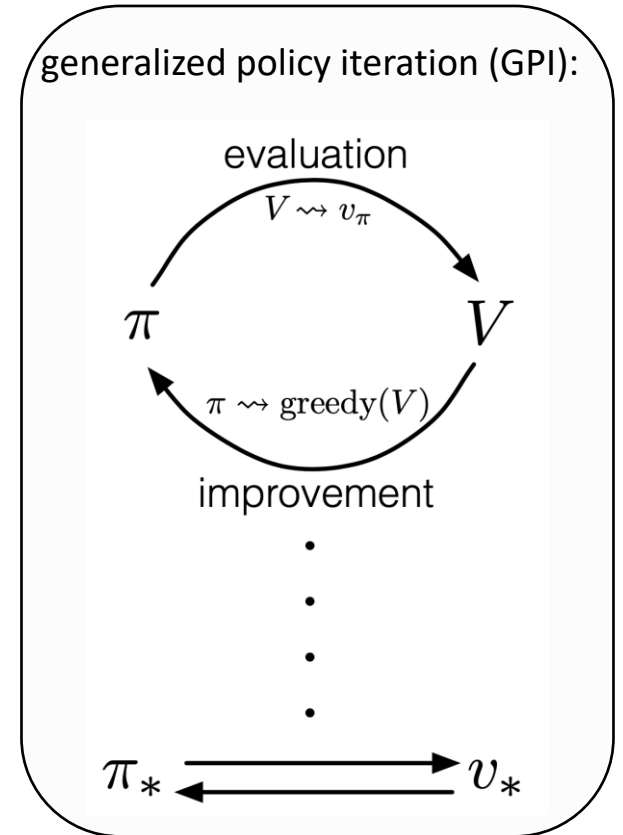 generalized policy iteration (GPI):
evaluation
V ⇝ v_π
π V
π ⇝ greedy(V)
improvement
π_* v_*